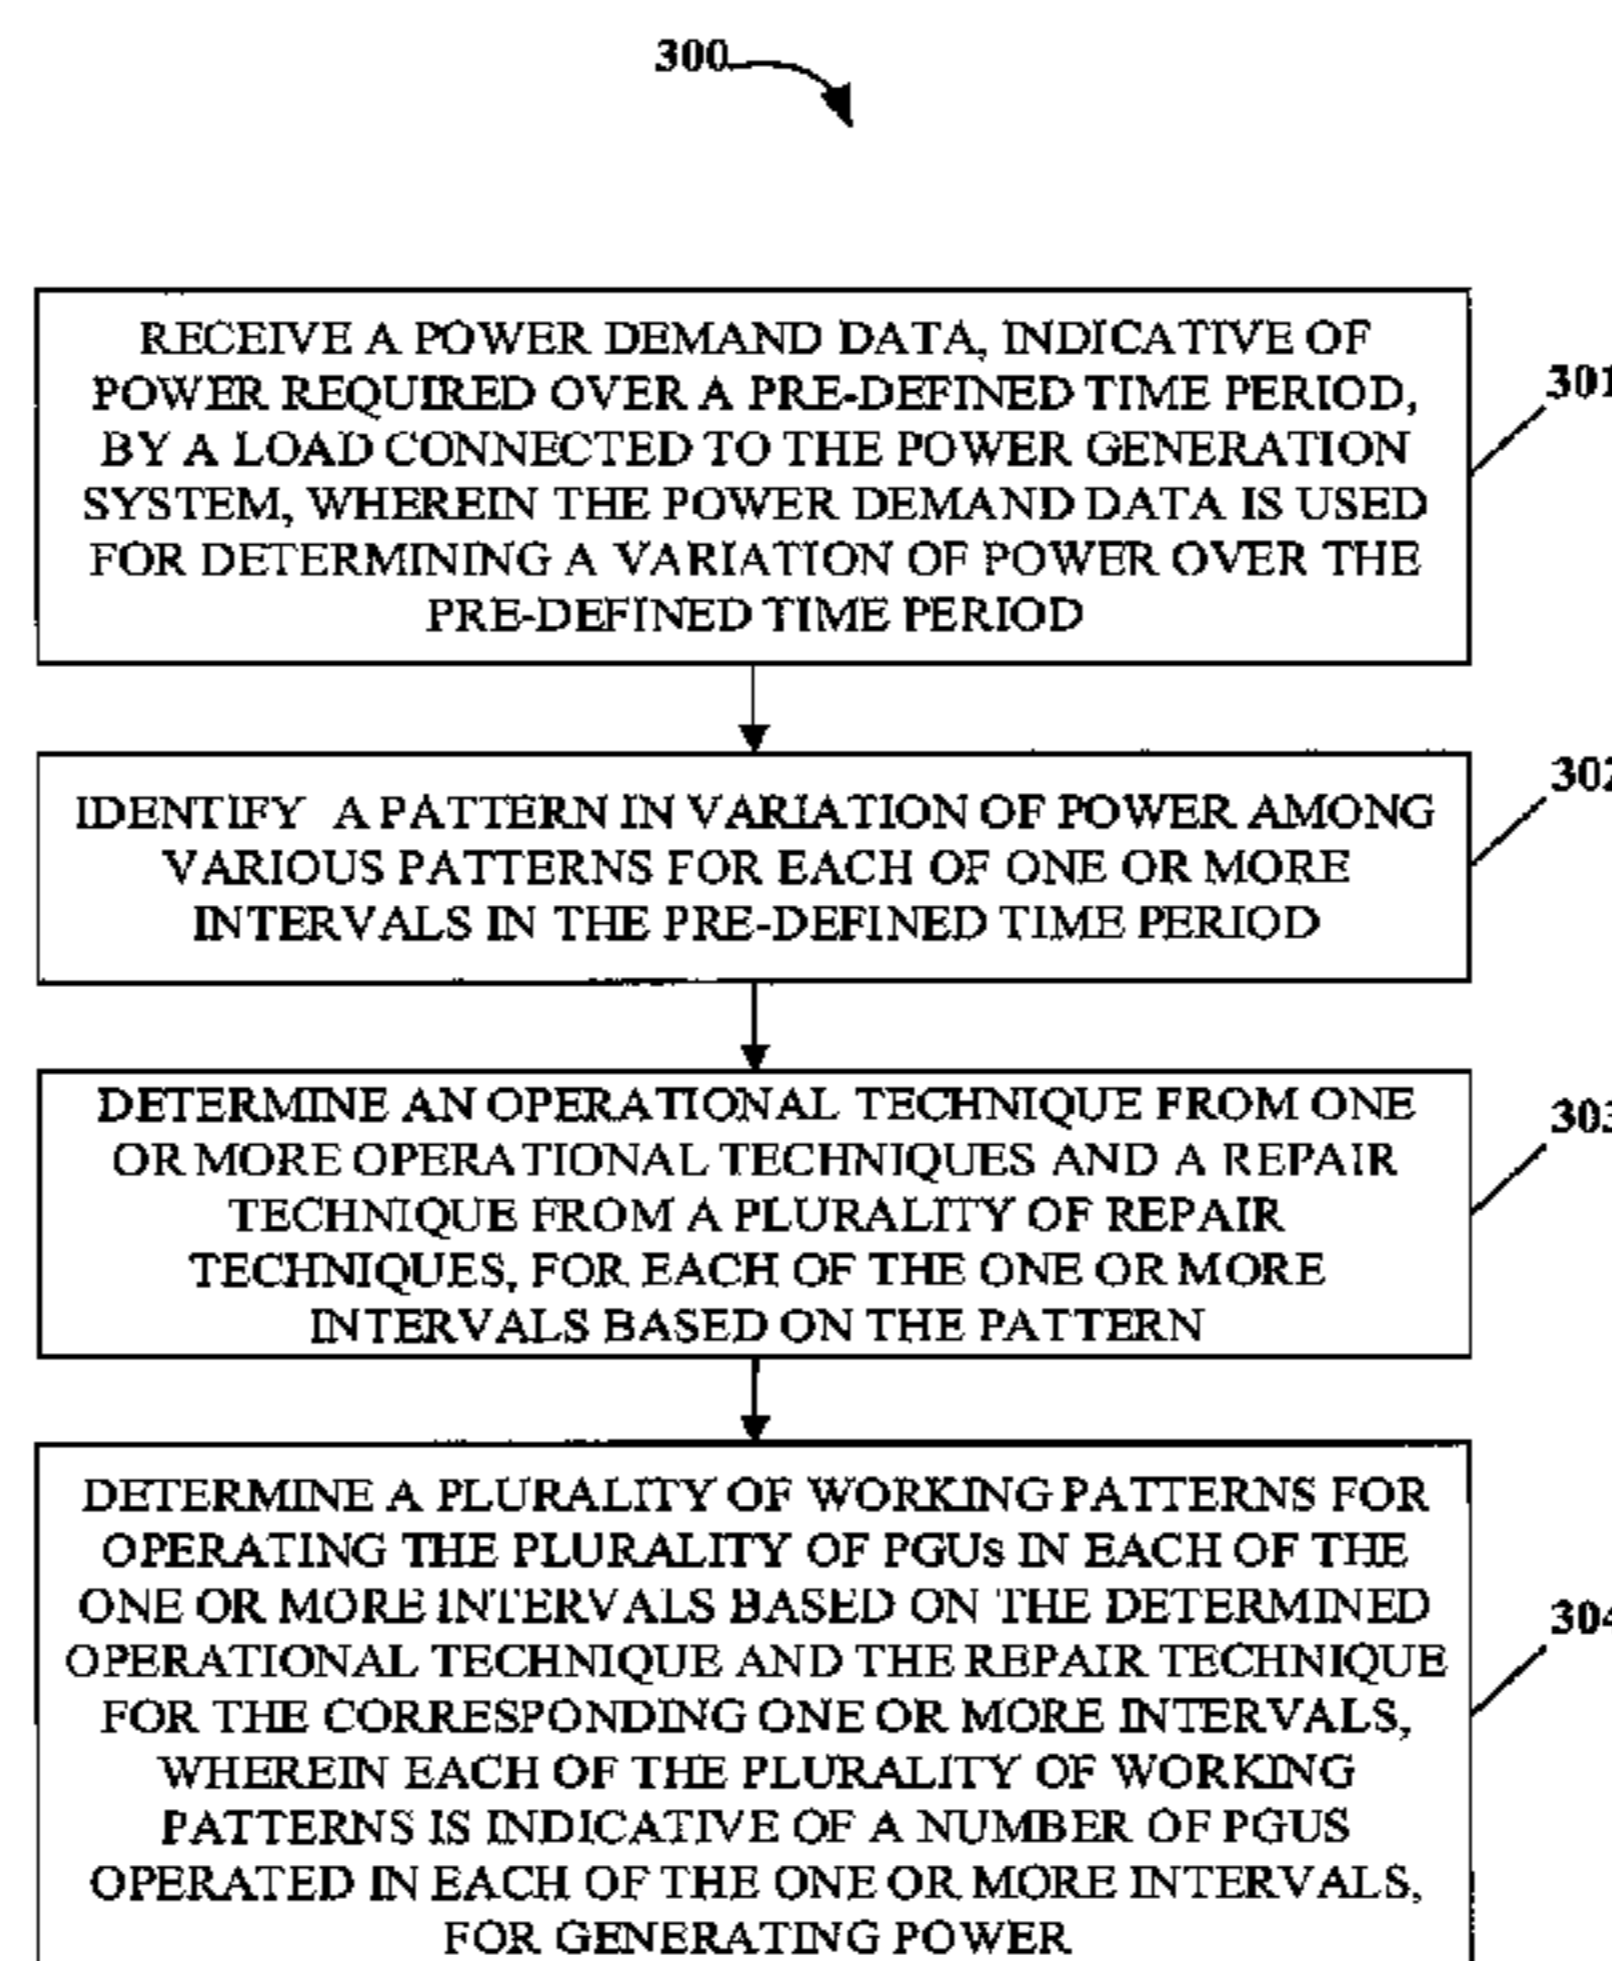 300
RECEIVE A POWER DEMAND DATA, INDICATIVE OF
POWER REQUIRED OVER A PRE-DEFINED TIME PERIOD,
BY A LOAD CONNECTED TO THE POWER GENERATION
SYSTEM, WHEREIN THE POWER DEMAND DATA IS USED
FOR DETERMINING A VARIATION OF POWER OVER THE
PRE-DEFINED TIME PERIOD
301
IDENTIFY A PATTERN IN VARIATION OF POWER AMONG
VARIOUS PATTERNS FOR EACH OF ONE OR MORE
INTERVALS IN THE PRE-DEFINED TIME PERIOD
302
DETERMINE AN OPERATIONAL TECHNIQUE FROM ONE
OR MORE OPERATIONAL TECHNIQUES AND A REPAIR
TECHNIQUE FROM A PLURALITY OF REPAIR
TECHNIQUES, FOR EACH OF THE ONE OR MORE
INTERVALS BASED ON THE PATTERN
303
DETERMINE A PLURALITY OF WORKING PATTERNS FOR
OPERATING THE PLURALITY OF PGUs IN EACH OF THE
ONE OR MORE INTERVALS BASED ON THE DETERMINED
OPERATIONAL TECHNIQUE AND THE REPAIR TECHNIQUE
FOR THE CORRESPONDING ONE OR MORE INTERVALS,
WHEREIN EACH OF THE PLURALITY OF WORKING
PATTERNS IS INDICATIVE OF A NUMBER OF PGUS
OPERATED IN EACH OF THE ONE OR MORE INTERVALS,
FOR GENERATING POWER
304